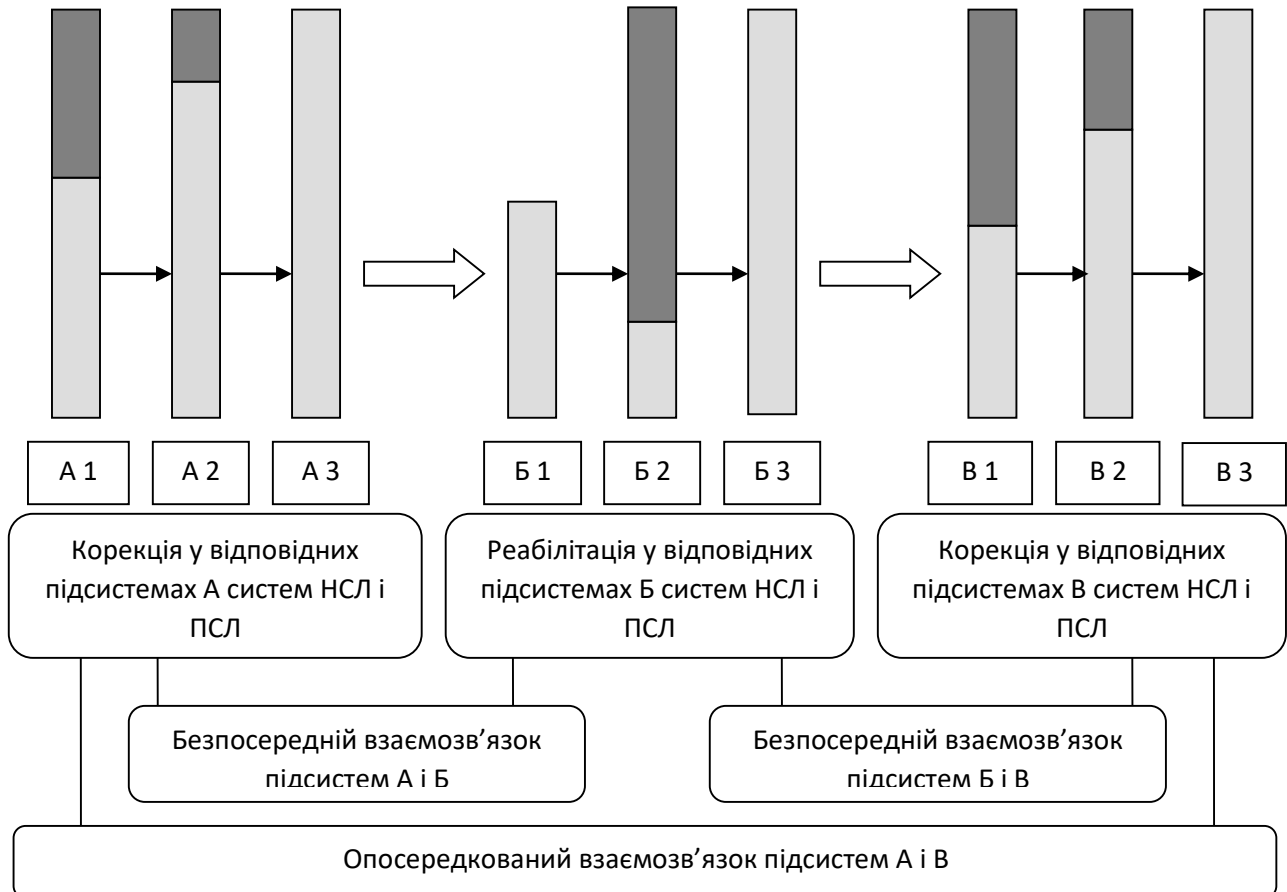 А 1
А 2
А 3
Б 1
Б 2
Б 3
В 1
В 2
В 3
Корекція у відповідних
підсистемах А систем НСЛ і
ПСЛ
Реабілітація у відповідних
підсистемах Б систем НСЛ і
ПСЛ
Корекція у відповідних
підсистемах В систем НСЛ і
ПСЛ
Безпосередній взаємозв’язок
підсистем А і Б
Безпосередній взаємозв’язок
підсистем Б і В
Опосередкований взаємозв’язок підсистем А і В